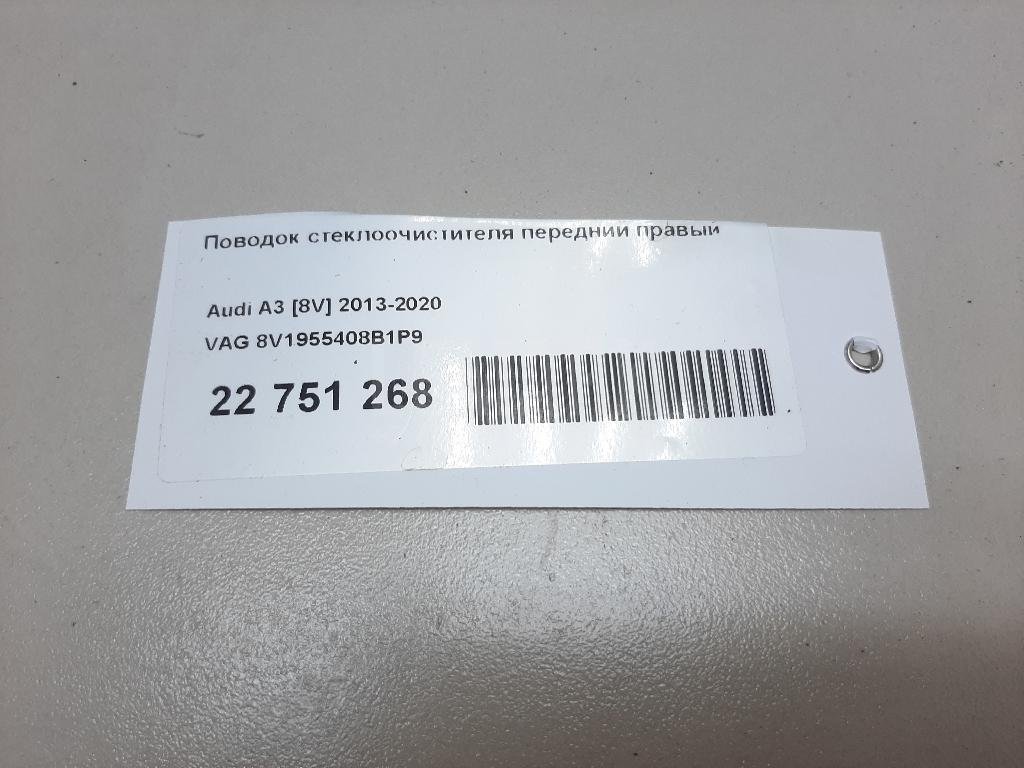 Поводок стеклоочистителя передний правый
Audi A3 [8V] 2013-2020
VAG 8V1955408B1P9
22 751 268